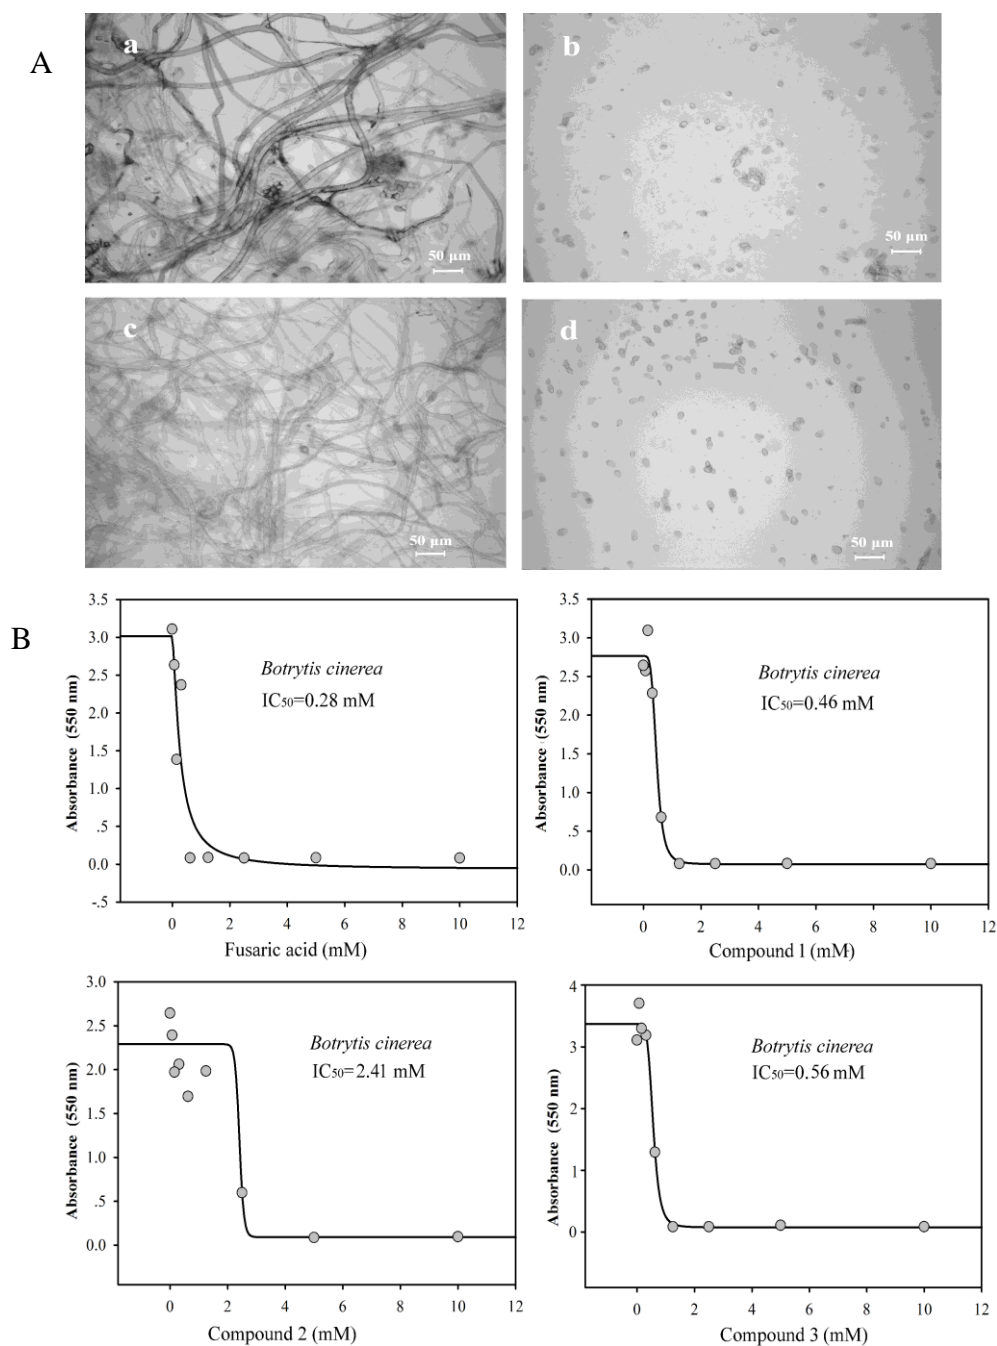 A
a
b
50 µm
50 µm
c
d
50 µm
50 µm
B
3.5
3.0
2.5
2.0
1.5
1.0
.5
0.0
-.5
Absorbance (550 nm)
Botrytis cinerea
IC50=0.28 mM
0 2 4 6 8 10 12
Fusaric acid (mM)
3.5
3.0
2.5
2.0
1.5
1.0
.5
0.0
Absorbance (550 nm)
Botrytis cinerea
IC50=0.46 mM
0 2 4 6 8 10 12
Compound 1 (mM)
3.0
2.5
2.0
1.5
1.0
.5
0.0
Absorbance (550 nm)
Botrytis cinerea
IC50=2.41 mM
0 2 4 6 8 10 12
Compound 2 (mM)
4
3
2
1
0
Absorbance (550 nm)
Botrytis cinerea
IC50=0.56 mM
0 2 4 6 8 10 12
Compound 3 (mM)